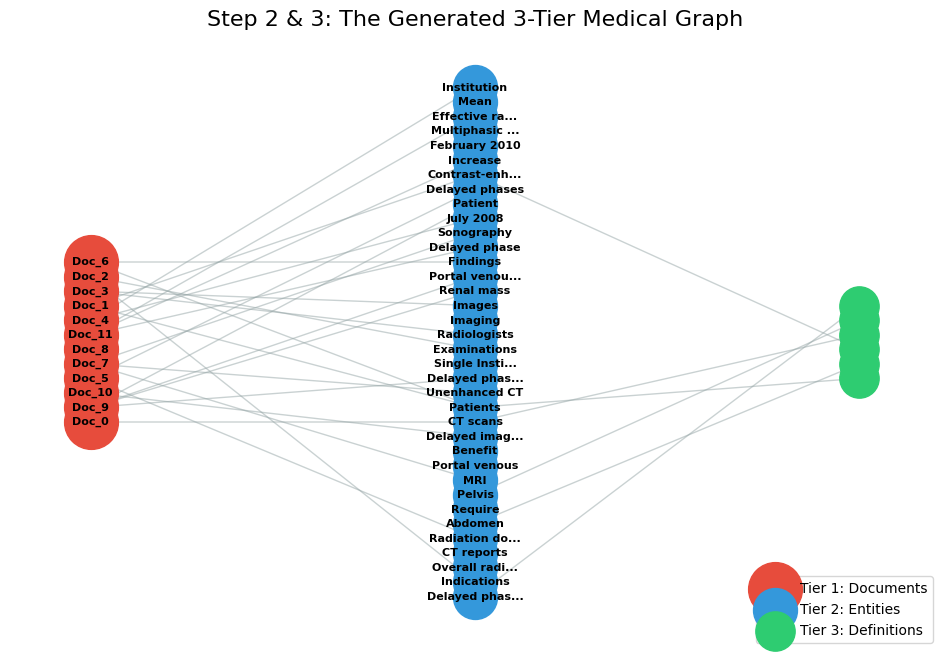 Step 2 & 3: The Generated 3-Tier Medical Graph
Doc_6
Doc_2
Doc_3
Doc_1
Doc_4
Doc_11
Doc_8
Doc_7
Doc_5
Doc_10
Doc_9
Doc_0
Institution
Mean
Effective ra...
Multiphasic ...
February 2010
Increase
Contrast-enh...
Delayed phases
Patient
July 2008
Sonography
Delayed phase
Findings
Portal venou...
Renal mass
Images
Imaging
Radiologists
Examinations
Single Insti...
Delayed phas...
Unenhanced CT
Patients
CT scans
Delayed imag...
Benefit
Portal venous
MRI
Pelvis
Require
Abdomen
Radiation do...
CT reports
Overall radi...
Indications
Delayed phas...
Tier 1: Documents
Tier 2: Entities
Tier 3: Definitions